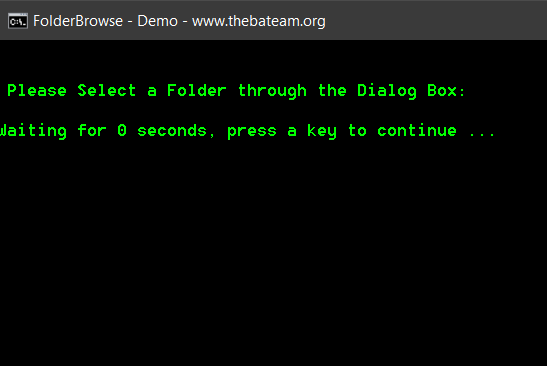 FolderBrowse - Demo - www.thebateam.org
Please Select a Folder through the Dialog Box:
Waiting for 0 seconds, press a key to continue ...